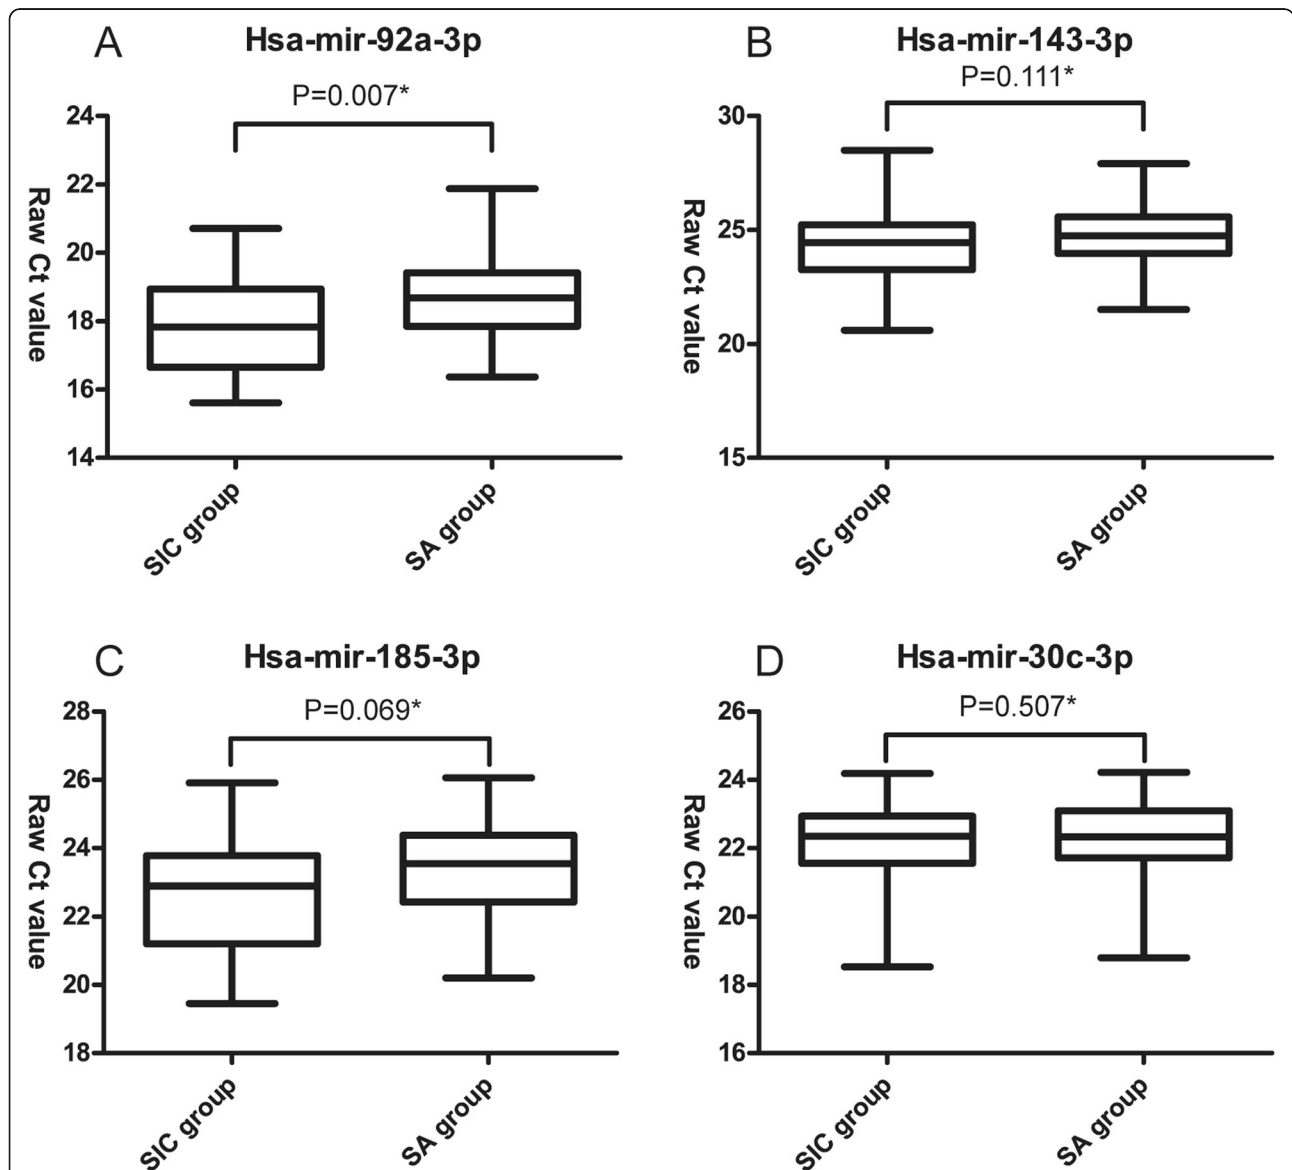 A
Hsa-mir-92a-3p
P=0.007*
24
22
20
18
16
14
Raw Ct value
SIC group
SA group
B
Hsa-mir-143-3p
P=0.111*
30
25
20
15
Raw Ct value
SIC group
SA group
C
Hsa-mir-185-3p
P=0.069*
28
26
24
22
20
18
Raw Ct value
SIC group
SA group
D
Hsa-mir-30c-3p
P=0.507*
26
24
22
20
18
16
Raw Ct value
SIC group
SA group